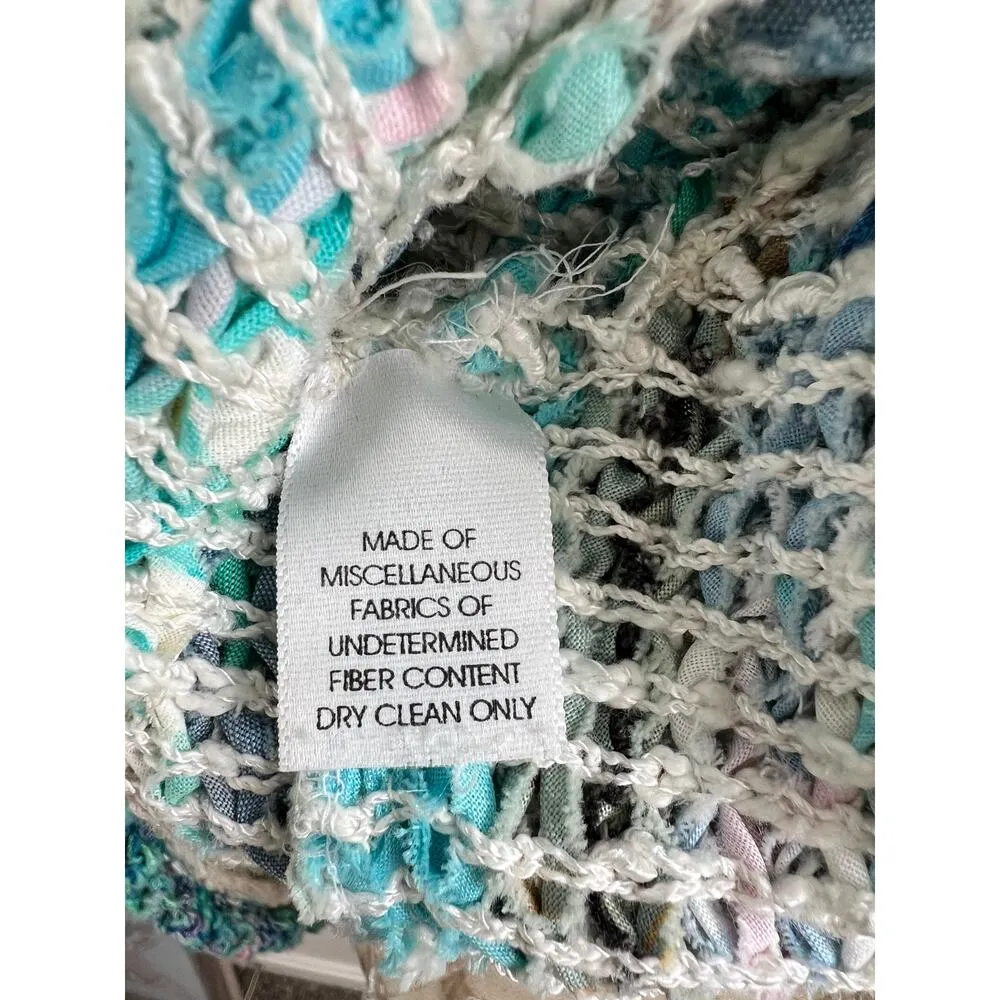 MADE OF
MISCELLANEOUS
FABRICS OF
UNDETERMINED
FIBER CONTENT
DRY CLEAN ONLY